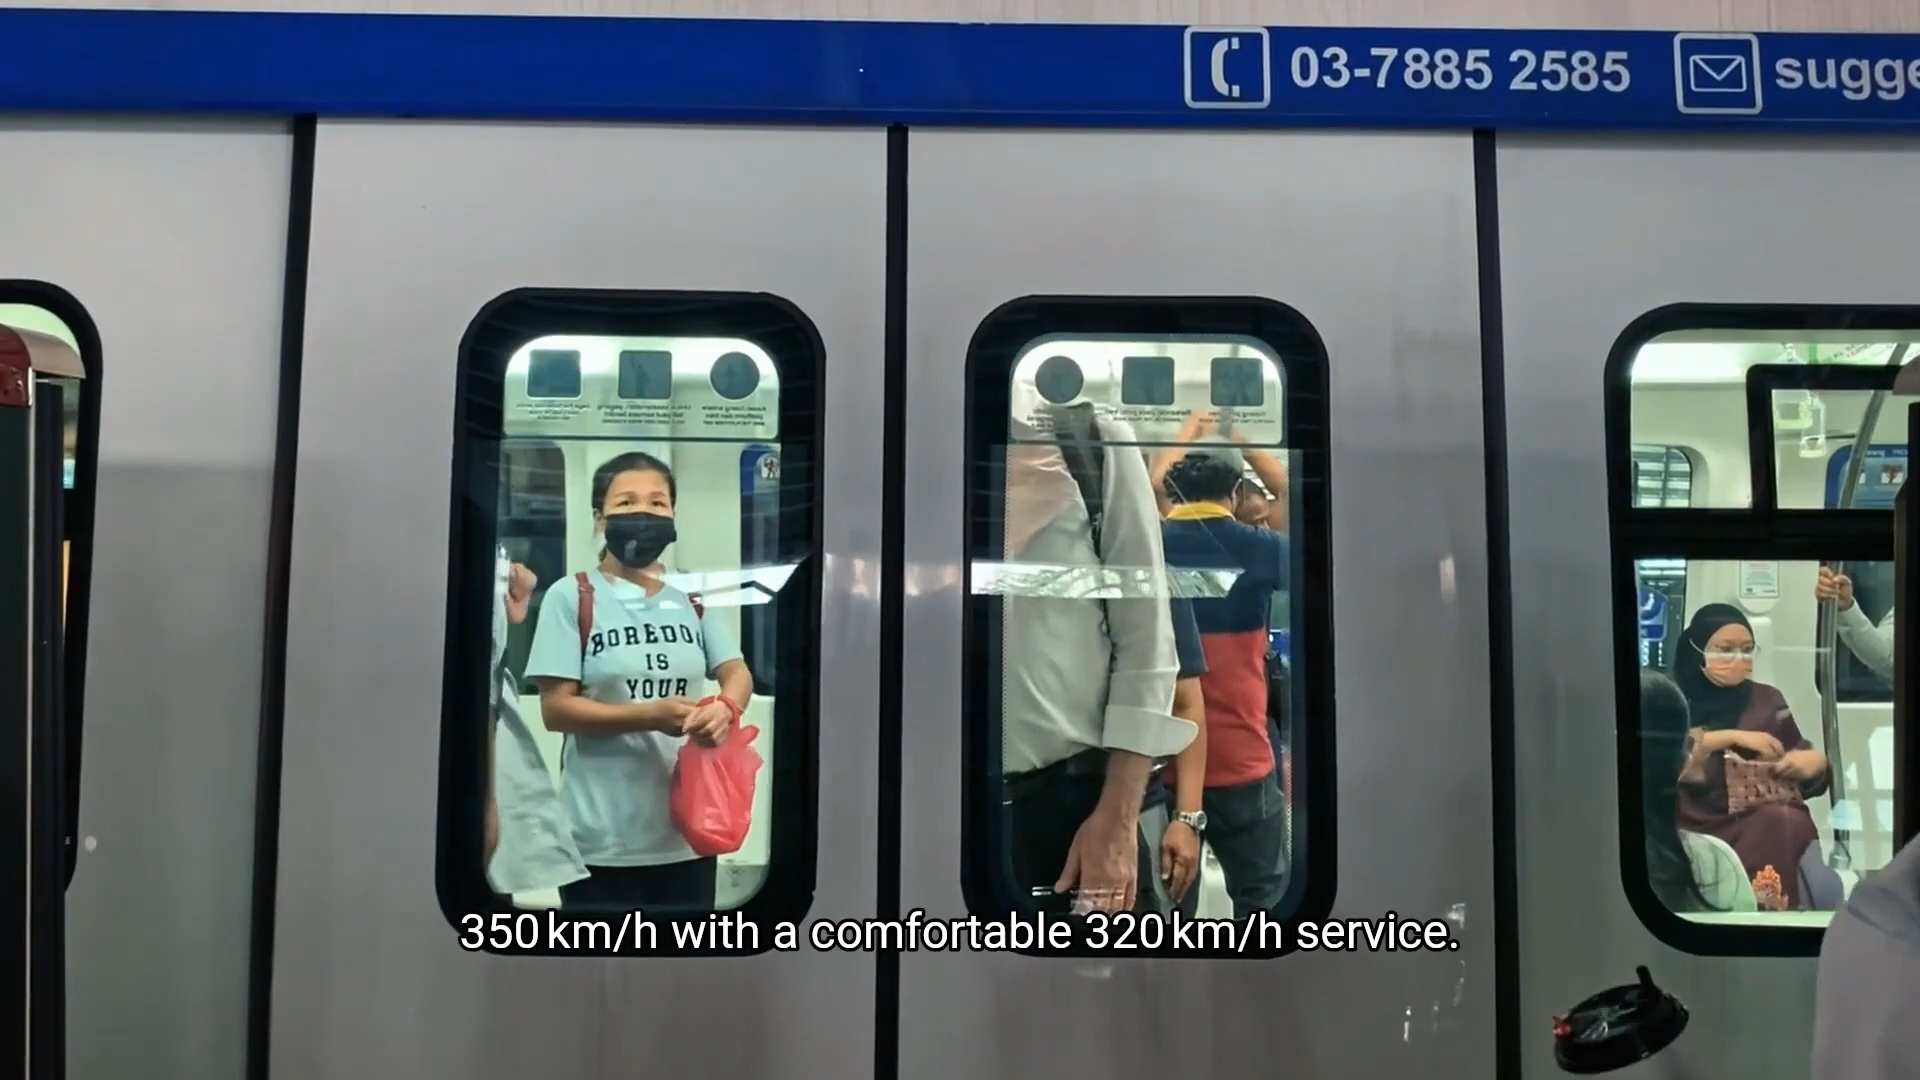 03-7885 2585 sugge
BOREDO
IS
YOUR
350 km/h with a comfortable 320 km/h service.